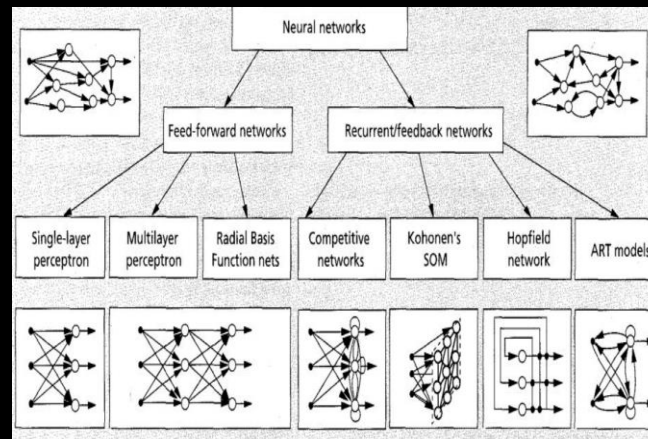 Neural networks
Feed-forward networks
Recurrent/feedback networks
Single-layer
perceptron
Multilayer
perceptron
Radial Basis
Function nets
Competitive
networks
Kohonen's
SOM
Hopfield
network
ART models